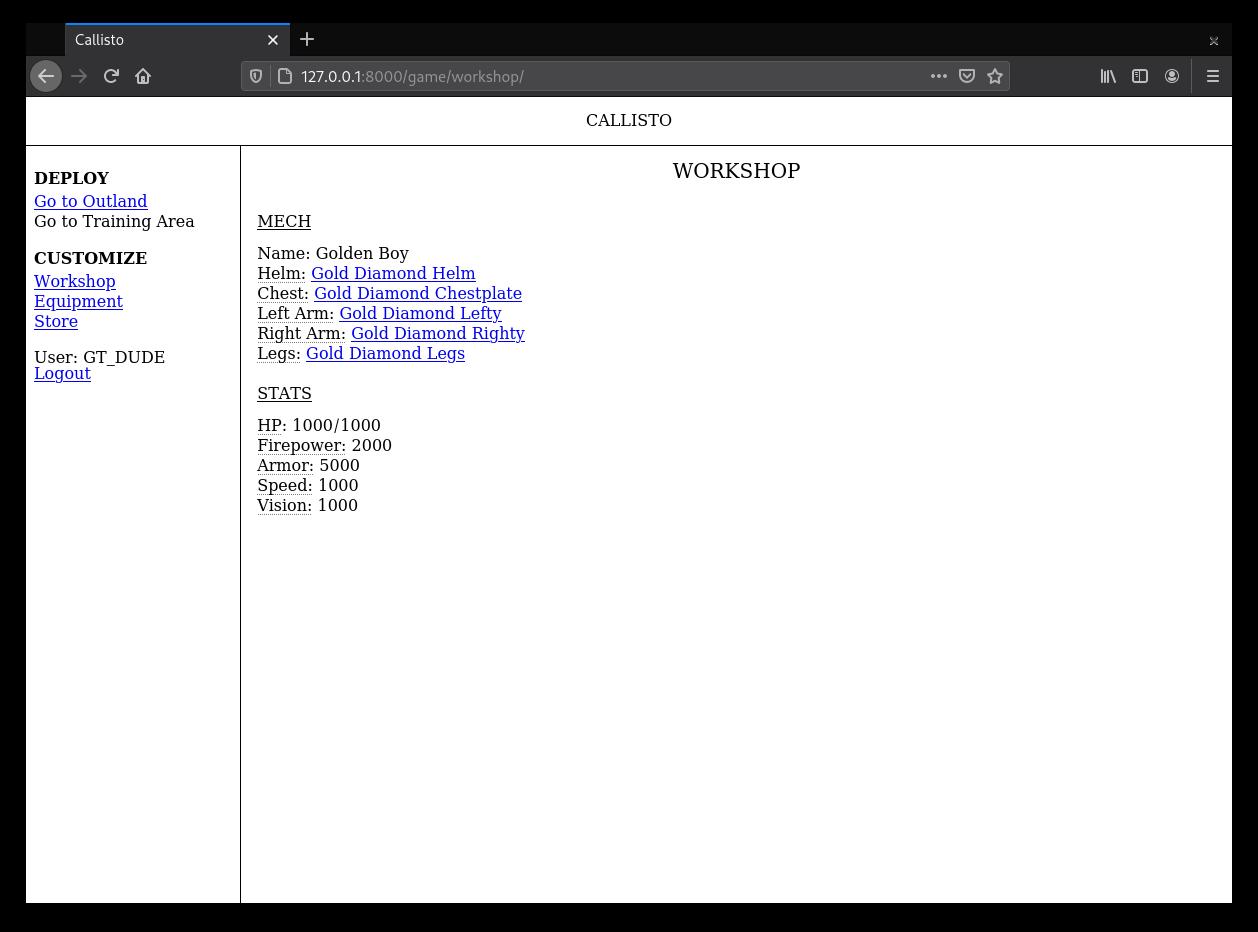 Callisto
127.0.0.1:8000/game/workshop/
CALLISTO
DEPLOY
Go to Outland
Go to Training Area
CUSTOMIZE
Workshop
Equipment
Store
User: GT_DUDE
Logout
WORKSHOP
MECH
Name: Golden Boy
Helm: Gold Diamond Helm
Chest: Gold Diamond Chestplate
Left Arm: Gold Diamond Lefty
Right Arm: Gold Diamond Righty
Legs: Gold Diamond Legs
STATS
HP: 1000/1000
Firepower: 2000
Armor: 5000
Speed: 1000
Vision: 1000